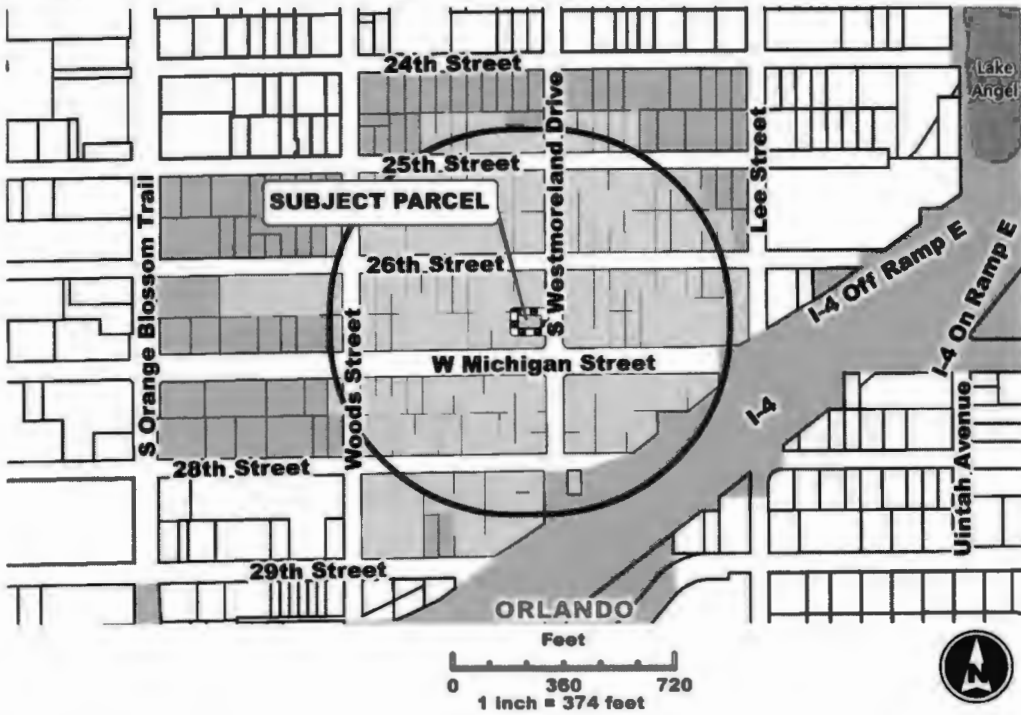 24th Street
Lake
Angel
S Westmoreland Drive
25th Street
Lee Street
SUBJECT PARCEL
S Orange Blossom Trail
26th Street
I-4 Off Ramp E
I-4 On Ramp E
W Michigan Street
Woods Street
I-4
28th Street
Uintah Avenue
29th Street
ORLANDO
Feet
0 360 720
1 inch = 374 feet
N